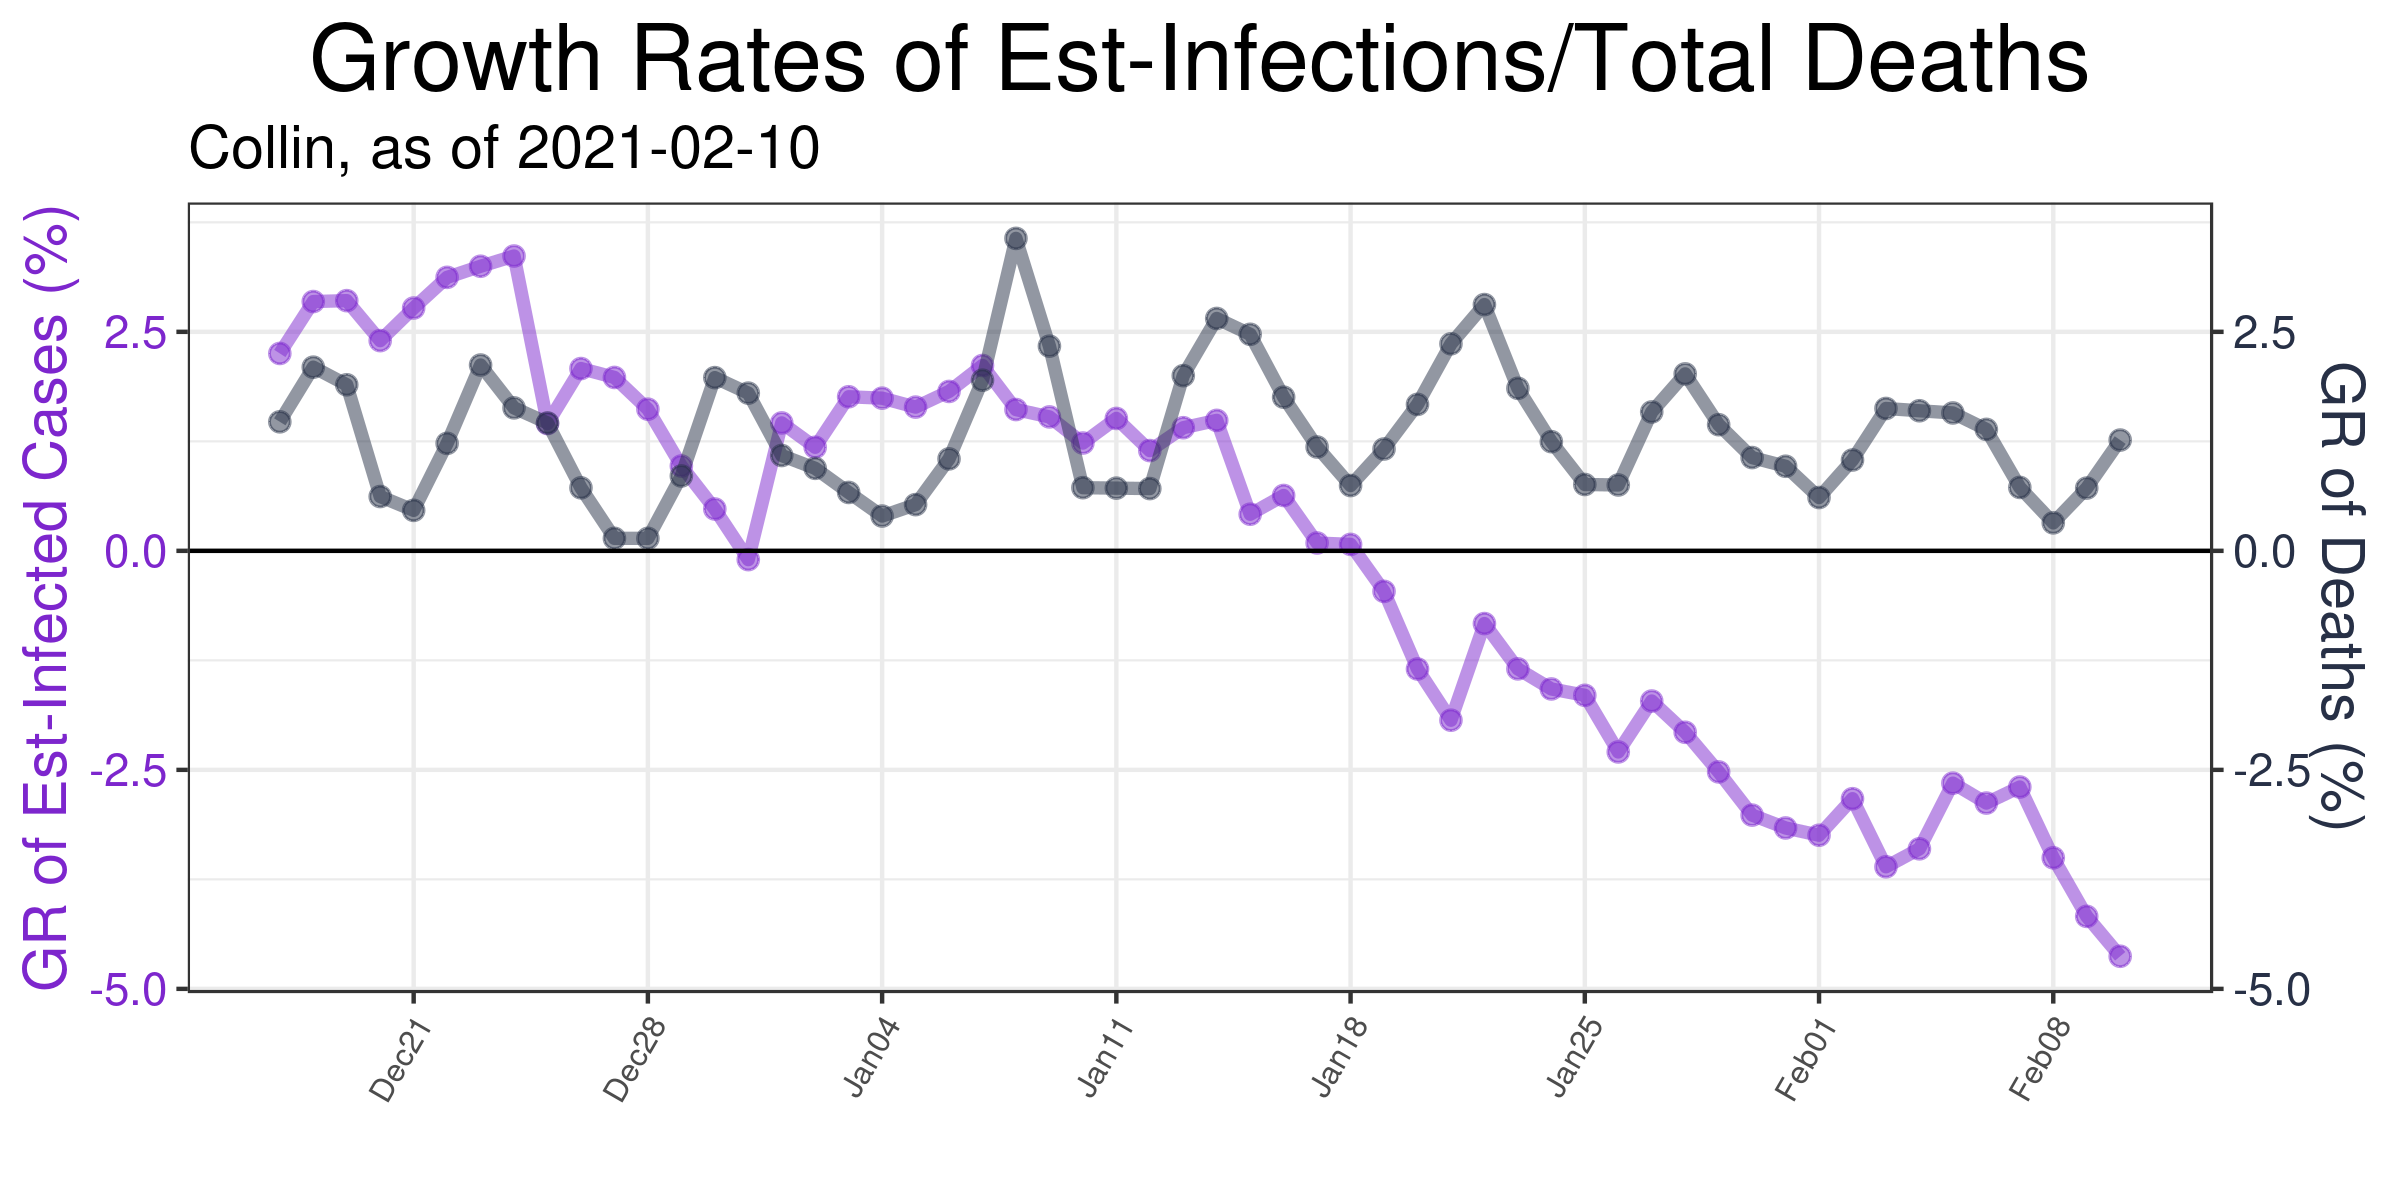 Growth Rates of Est-Infections/Total Deaths
Collin, as of 2021-02-10
GR of Est-Infected Cases (%)
2.5
0.0
-2.5
-5.0
2.5
0.0
-2.5
-5.0
GR of Deaths (%)
Dec21
Dec28
Jan04
Jan11
Jan18
Jan25
Feb01
Feb08